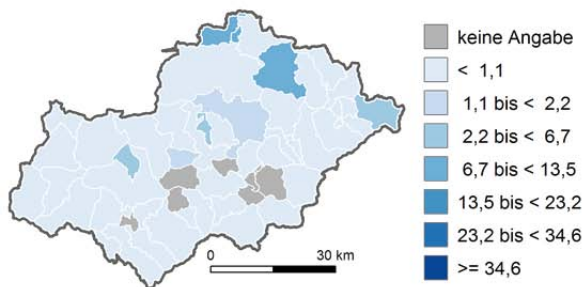 keine Angabe
< 1,1
1,1 bis < 2,2
2,2 bis < 6,7
6,7 bis < 13,5
13,5 bis < 23,2
23,2 bis < 34,6
>= 34,6
0 30 km